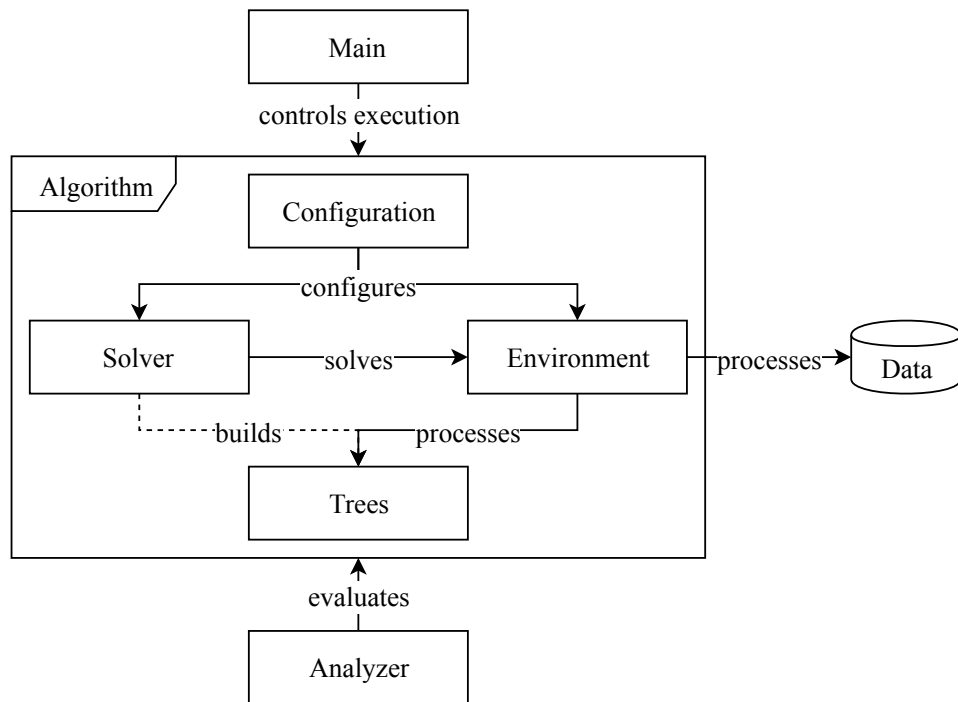 Main
controls execution
Algorithm
Configuration
configures
Solver
solves
Environment
processes
Data
builds
processes
Trees
evaluates
Analyzer